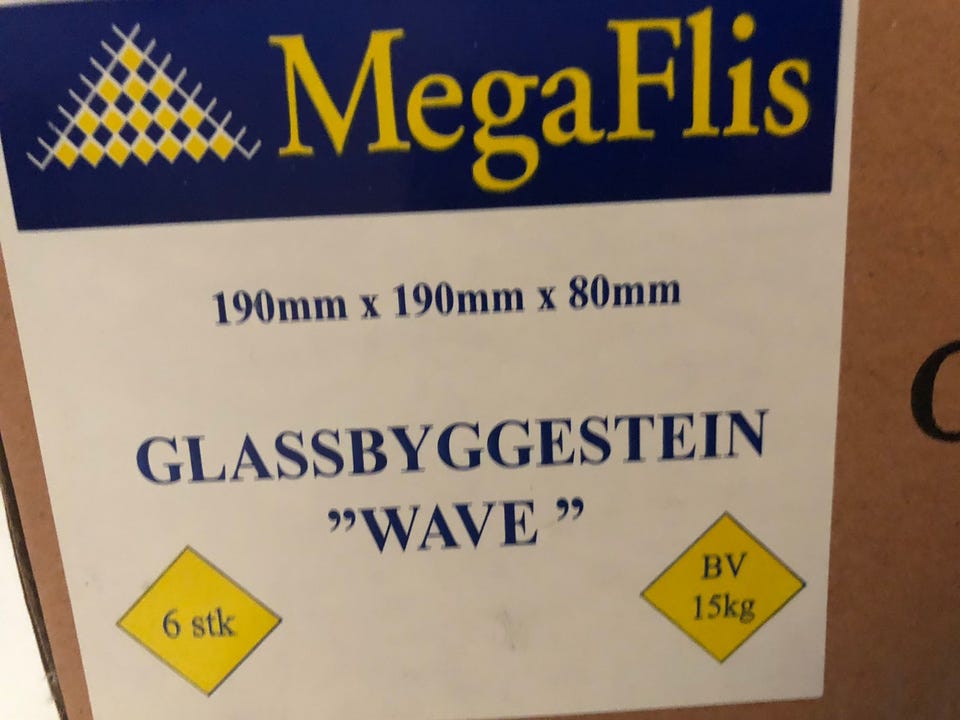 MegaFlis
190mm x 190mm x 80mm
GLASSBYGGESTEIN
”WAVE ”
6 stk
BV
15kg